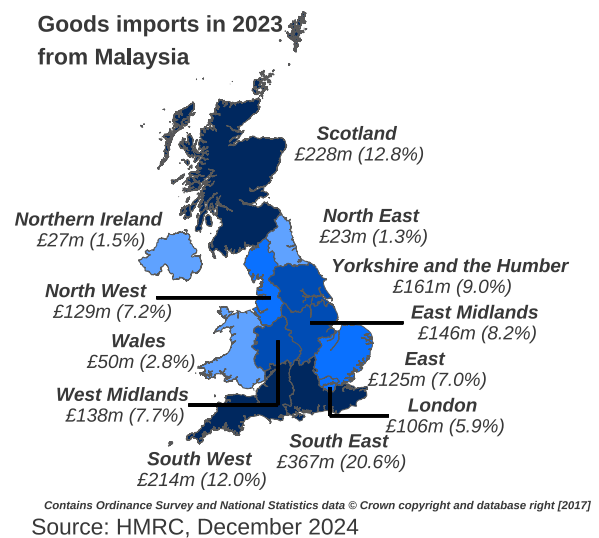 Goods imports in 2023
from Malaysia
Scotland
£228m (12.8%)
Northern Ireland
£27m (1.5%)
North East
£23m (1.3%)
Yorkshire and the Humber
£161m (9.0%)
North West
£129m (7.2%)
East Midlands
£146m (8.2%)
Wales
£50m (2.8%)
East
£125m (7.0%)
West Midlands
£138m (7.7%)
London
£106m (5.9%)
South East
£367m (20.6%)
South West
£214m (12.0%)
Contains Ordinance Survey and National Statistics data © Crown copyright and database right [2017]
Source: HMRC, December 2024